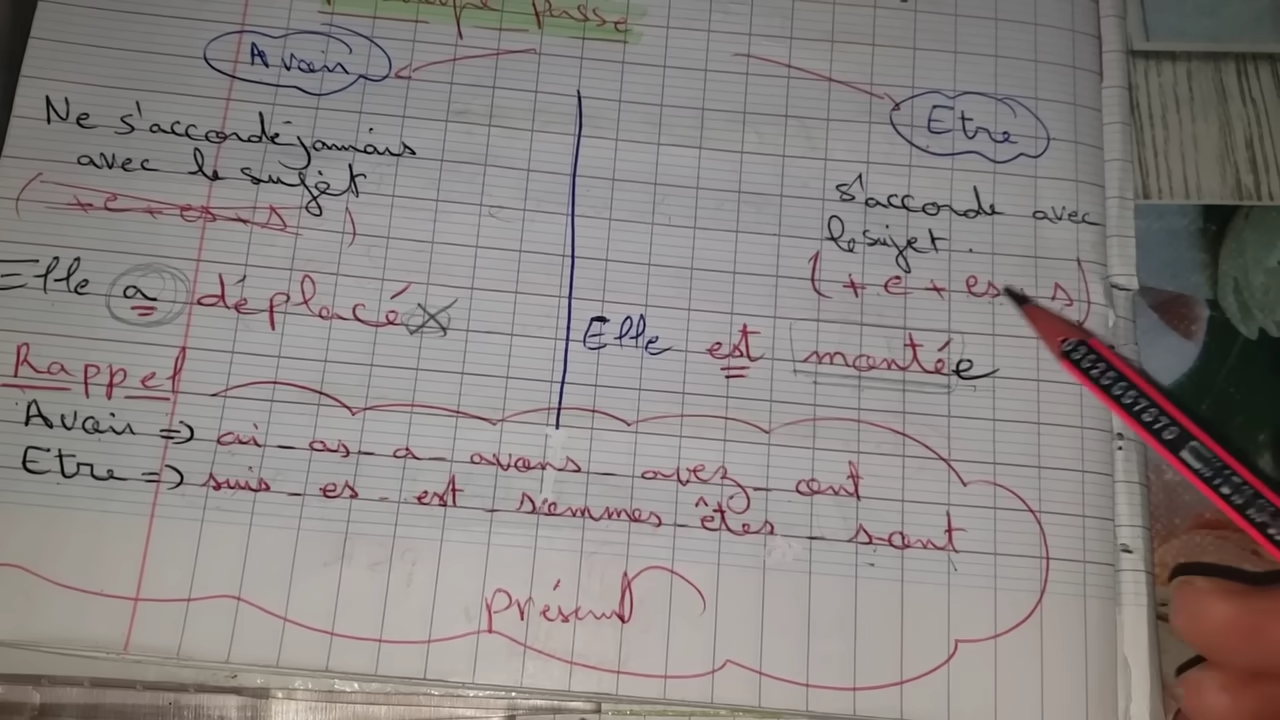 passé
Avoir
Etre
Ne s'accorde jamais
avec le sujet
(+e+es+s)
s'accorde avec
le sujet.
(+e+es+s)
Elle a déplacé
Elle est montée
Rappel
Avoir => ai - as - a - avons - avez - ont
Etre => suis - es - est - sommes - êtes - sont
présent